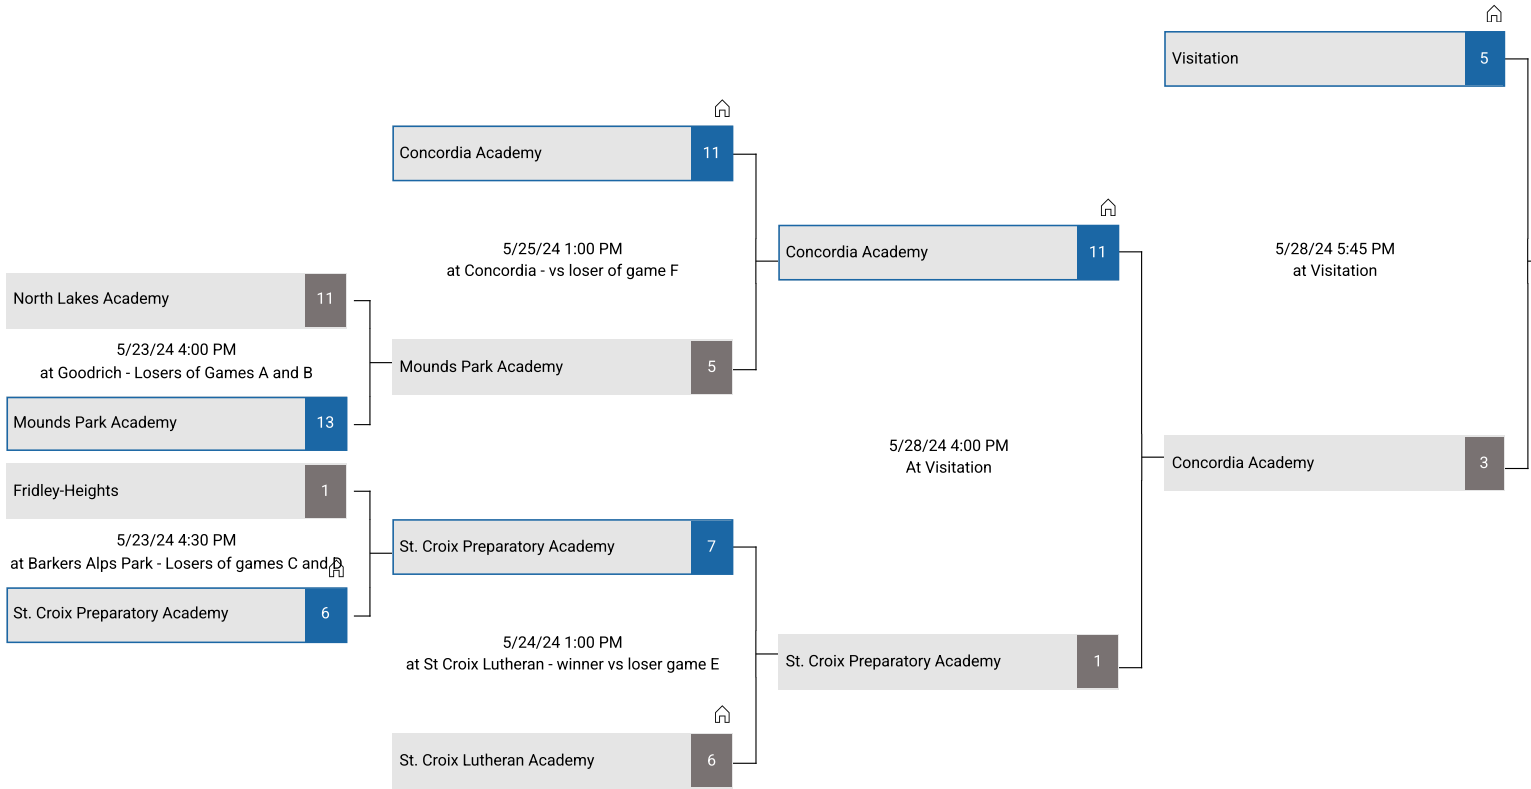 Visitation 5
Concordia Academy 11
5/25/24 1:00 PM
at Concordia - vs loser of game F
Concordia Academy 11
5/28/24 5:45 PM
at Visitation
North Lakes Academy 11
5/23/24 4:00 PM
at Goodrich - Losers of Games A and B
Mounds Park Academy 5
Mounds Park Academy 13
5/28/24 4:00 PM
At Visitation
Concordia Academy 3
Fridley-Heights 1
5/23/24 4:30 PM
at Barkers Alps Park - Losers of games C and D
St. Croix Preparatory Academy 7
St. Croix Preparatory Academy 6
5/24/24 1:00 PM
at St Croix Lutheran - winner vs loser game E
St. Croix Preparatory Academy 1
St. Croix Lutheran Academy 6